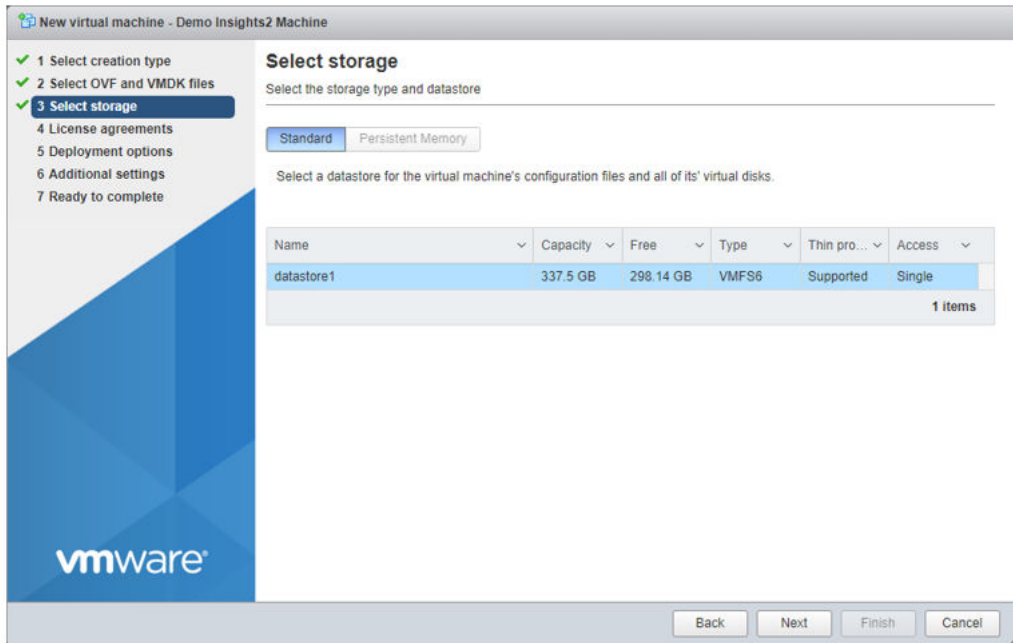 New virtual machine - Demo Insights2 Machine
1 Select creation type
2 Select OVF and VMDK files
3 Select storage
4 License agreements
5 Deployment options
6 Additional settings
7 Ready to complete
vmware®
Select storage
Select the storage type and datastore
Standard Persistent Memory
Select a datastore for the virtual machine's configuration files and all of its' virtual disks.
Name Capacity Free Type Thin pro... Access
datastore1 337.5 GB 298.14 GB VMFS6 Supported Single
1 items
Back Next Finish Cancel